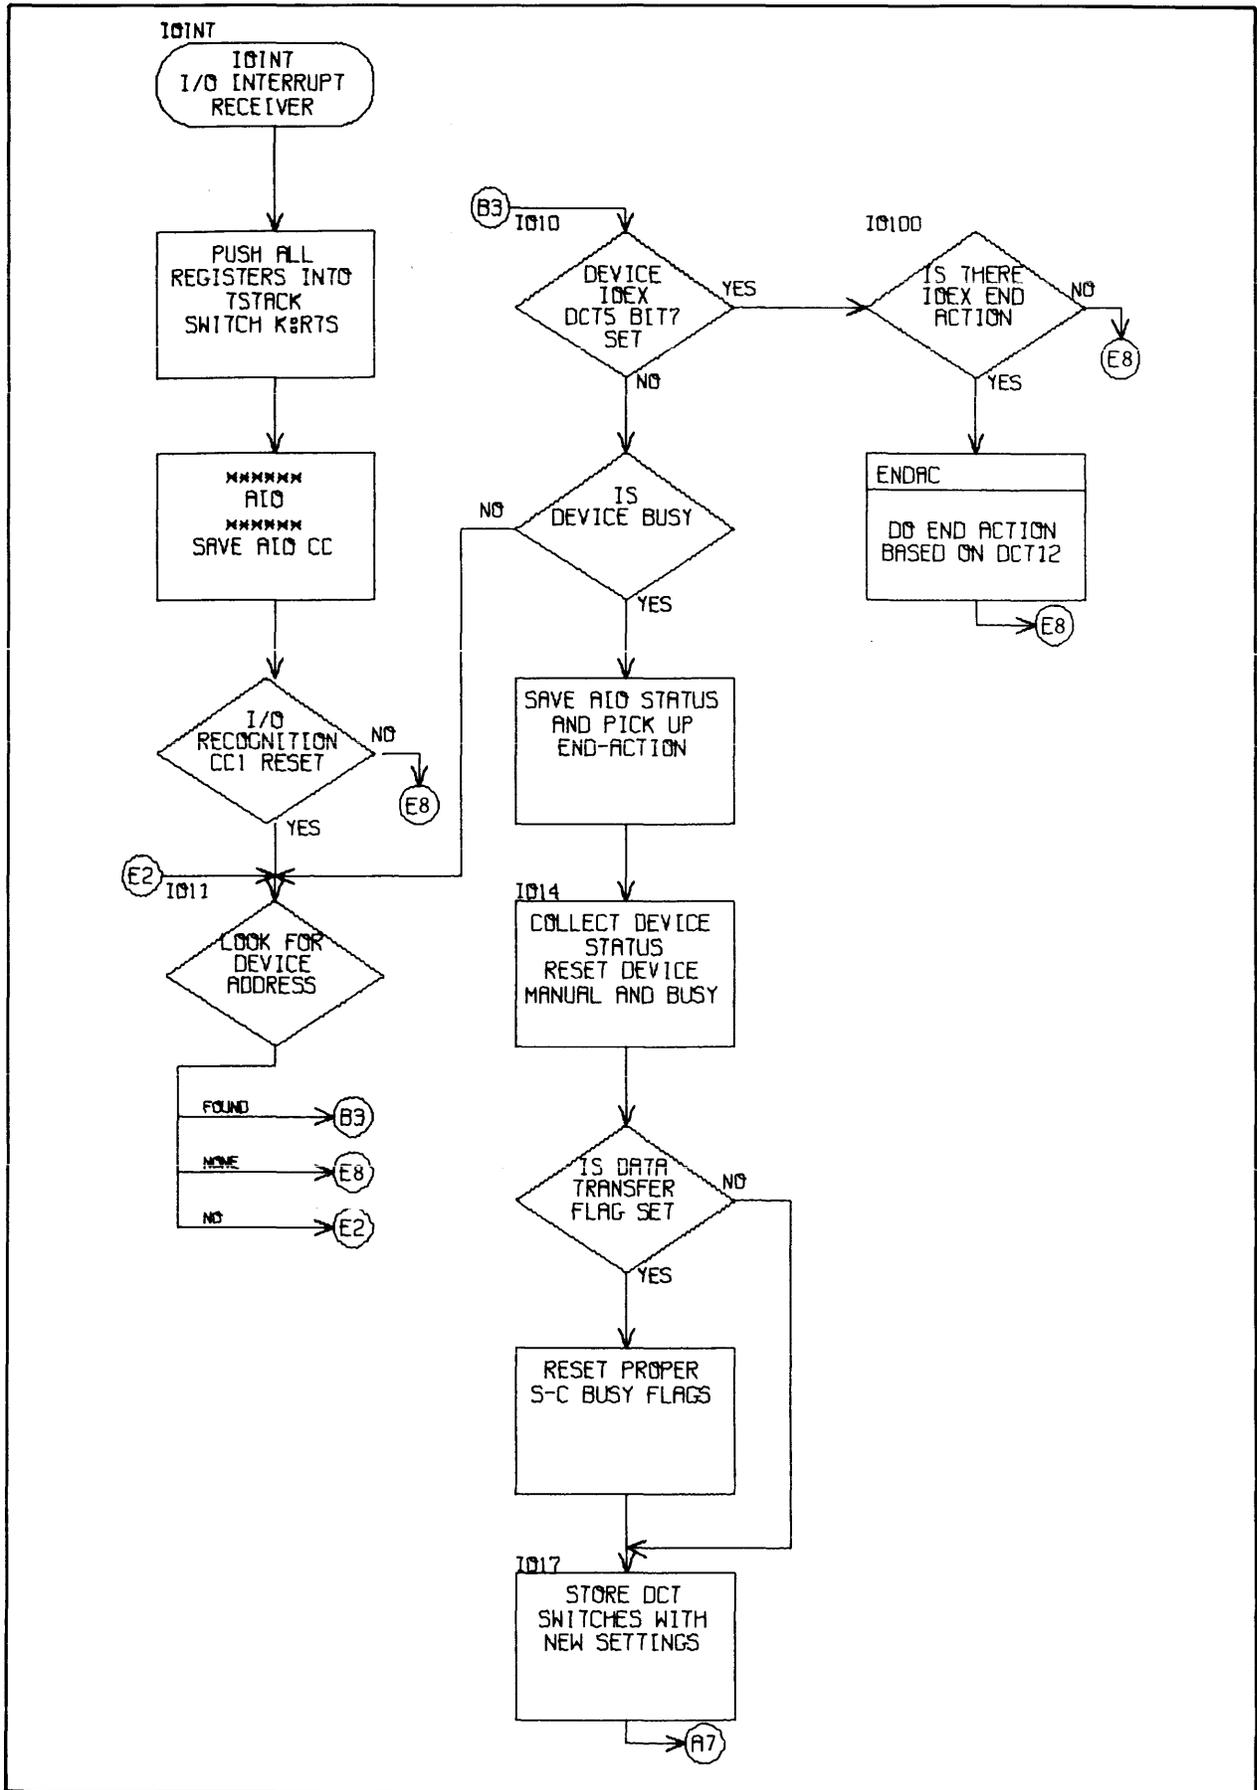 IOINT
IOINT
I/O INTERRUPT
RECEIVER
PUSH ALL
REGISTERS INTO
TSTACK
SWITCH K:RTS
******
AIO
******
SAVE AIO CC
I/O
RECOGNITION
CC1 RESET
NO
E8
YES
E2
IO11
LOOK FOR
DEVICE
ADDRESS
FOUND
B3
NONE
E8
NO
E2
B3
IO10
DEVICE
IOEX
DCT5 BIT7
SET
YES
NO
IS
DEVICE BUSY
NO
YES
SAVE AIO STATUS
AND PICK UP
END-ACTION
IO14
COLLECT DEVICE
STATUS
RESET DEVICE
MANUAL AND BUSY
IS DATA
TRANSFER
FLAG SET
NO
YES
RESET PROPER
S-C BUSY FLAGS
IO17
STORE DCT
SWITCHES WITH
NEW SETTINGS
A7
IO100
IS THERE
IOEX END
ACTION
NO
E8
YES
ENDAC
DO END ACTION
BASED ON DCT12
E8